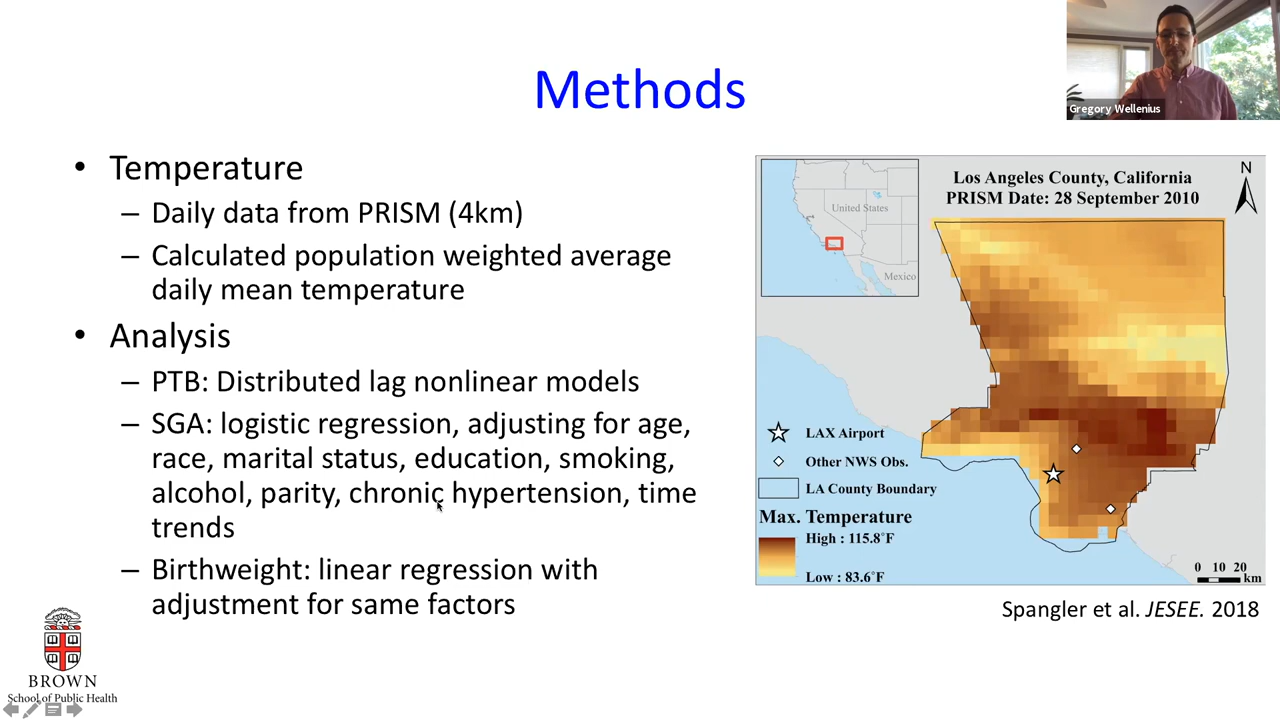 Methods
Gregory Wellenius
• Temperature
– Daily data from PRISM (4km)
– Calculated population weighted average
daily mean temperature
• Analysis
– PTB: Distributed lag nonlinear models
– SGA: logistic regression, adjusting for age,
race, marital status, education, smoking,
alcohol, parity, chronic hypertension, time
trends
– Birthweight: linear regression with
adjustment for same factors
United States
Mexico
Los Angeles County, California
PRISM Date: 28 September 2010
N
LAX Airport
Other NWS Obs.
LA County Boundary
Max. Temperature
High : 115.8°F
Low : 83.6°F
0 10 20
km
Spangler et al. JESEE. 2018
BROWN
School of Public Health